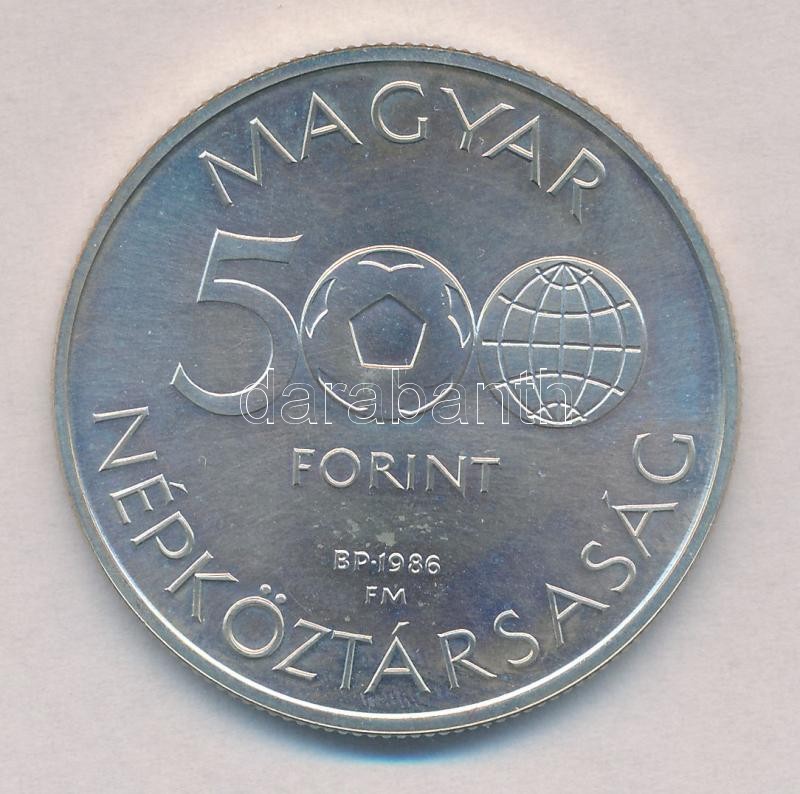 MAGYAR
500
darabanth
FORINT
BP·1986
FM
NÉPKÖZTÁRSASÁG